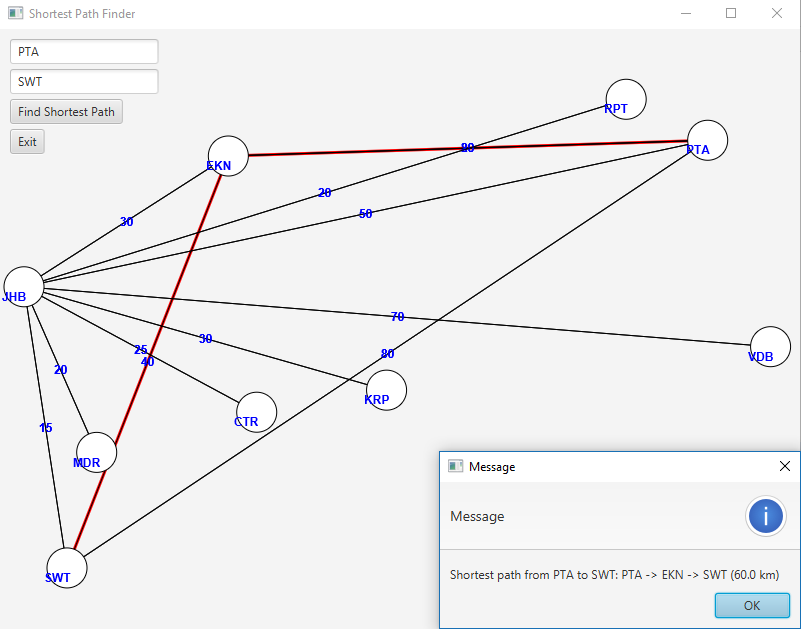 Shortest Path Finder
PTA
SWT
Find Shortest Path
Exit
RPT
PTA
EKN
20
30
50
JHB
70
30
25
40
80
20
VDB
KRP
CTR
15
MDR
SWT
Message
Message
Shortest path from PTA to SWT: PTA -> EKN -> SWT (60.0 km)
OK